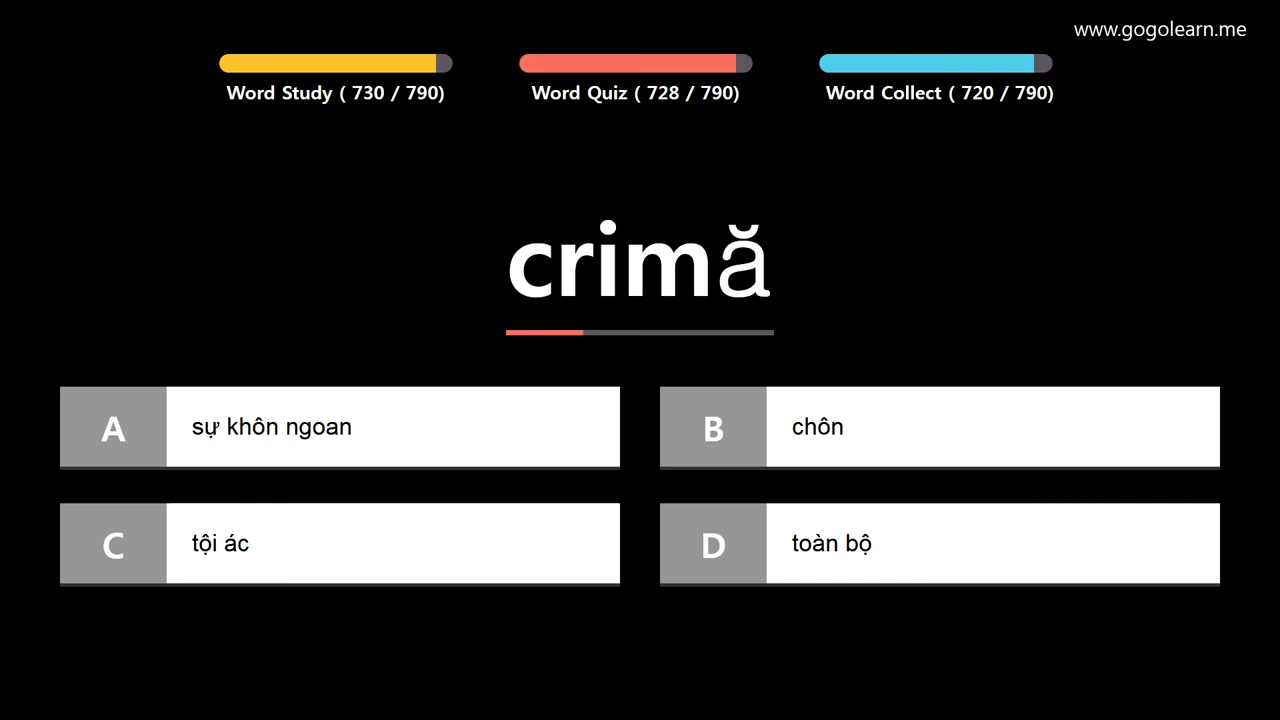 www.gogolearn.me
Word Study ( 730 / 790)
Word Quiz ( 728 / 790)
Word Collect ( 720 / 790)
crimă
A
sự khôn ngoan
B
chôn
C
tội ác
D
toàn bộ